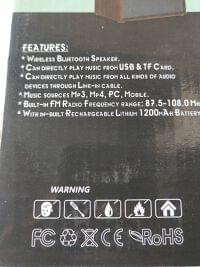 FEATURES:
* WIRELESS BLUETOOTH SPEAKER.
* CAN DIRECTLY PLAY MUSIC FROM USB & TF CARD.
* CAN DIRECTLY PLAY MUSIC FROM ALL KINDS OF AUDIO
DEVICES THROUGH LINE-IN CABLE.
* MUSIC SOURCES MP3, MP4, PC, MOBILE.
* BUILT-IN FM RADIO FREQUENCY RANGE: 87.5-108.0MHz
* WITH IN-BUILT RECHARGEABLE LITHIUM 1200MAH BATTERY
WARNING
FC CE RoHS